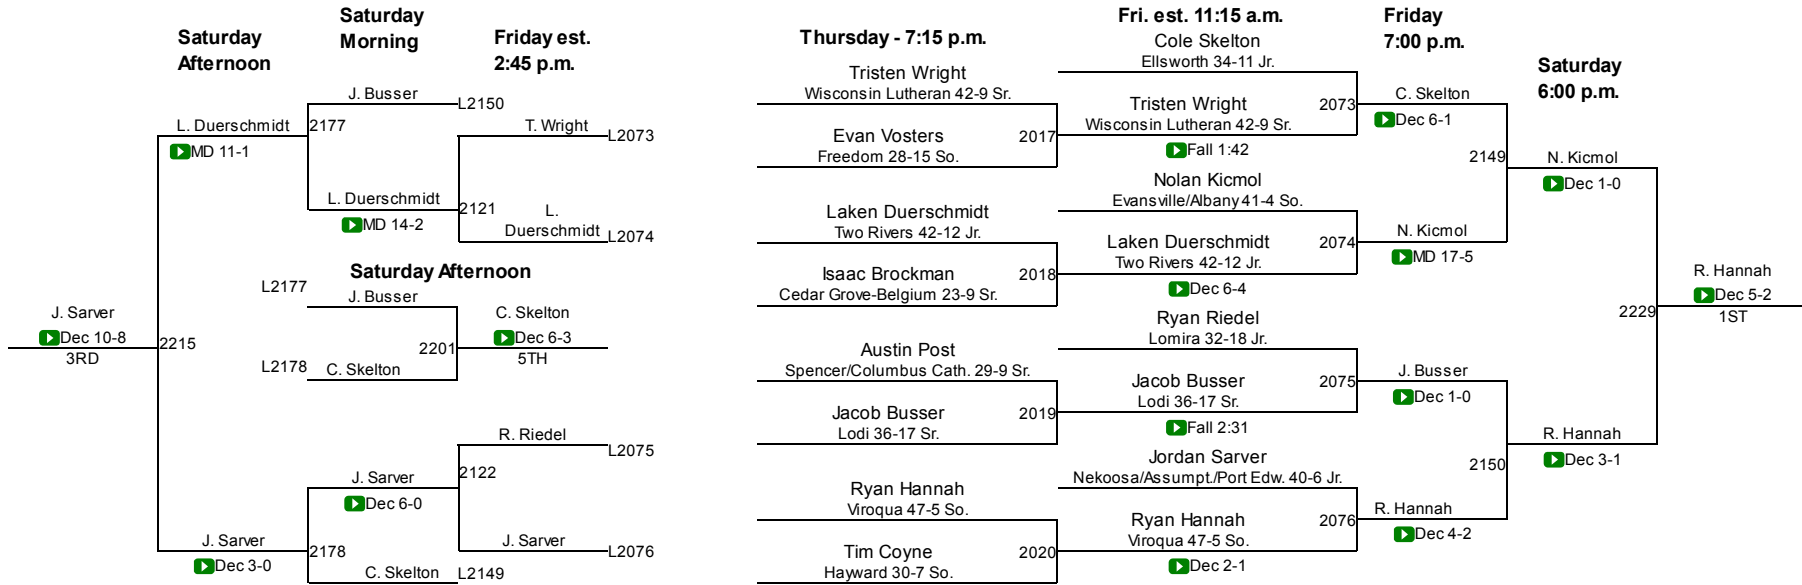 Saturday
Afternoon
Saturday
Morning
Friday est.
2:45 p.m.
J. Busser
L2150
L. Duerschmidt
2177
MD 11-1
T. Wright
L2073
L. Duerschmidt
2121
MD 14-2
L.
Duerschmidt
L2074
Saturday Afternoon
L2177
J. Busser
J. Sarver
Dec 10-8
3RD
2215
2201
C. Skelton
Dec 6-3
5TH
L2178
C. Skelton
R. Riedel
L2075
J. Sarver
2122
Dec 6-0
J. Sarver
L2076
J. Sarver
2178
Dec 3-0
C. Skelton
L2149
Thursday - 7:15 p.m.
Tristen Wright
Wisconsin Lutheran 42-9 Sr.
Evan Vosters
2017
Freedom 28-15 So.
Laken Duerschmidt
Two Rivers 42-12 Jr.
Isaac Brockman
2018
Cedar Grove-Belgium 23-9 Sr.
Austin Post
Spencer/Columbus Cath. 29-9 Sr.
Jacob Busser
2019
Lodi 36-17 Sr.
Ryan Hannah
Viroqua 47-5 So.
Tim Coyne
2020
Hayward 30-7 So.
Fri. est. 11:15 a.m.
Cole Skelton
Ellsworth 34-11 Jr.
Tristen Wright
2073
Wisconsin Lutheran 42-9 Sr.
Fall 1:42
Nolan Kicmol
Evansville/Albany 41-4 So.
Laken Duerschmidt
2074
Two Rivers 42-12 Jr.
Dec 6-4
Ryan Riedel
Lomira 32-18 Jr.
Jacob Busser
2075
Lodi 36-17 Sr.
Fall 2:31
Jordan Sarver
Nekoosa/Assumpt./Port Edw. 40-6 Jr.
Ryan Hannah
2076
Viroqua 47-5 So.
Dec 2-1
Friday
7:00 p.m.
C. Skelton
Dec 6-1
2149
N. Kicmol
MD 17-5
J. Busser
Dec 1-0
2150
R. Hannah
Dec 4-2
Saturday
6:00 p.m.
N. Kicmol
Dec 1-0
2229
R. Hannah
Dec 3-1
R. Hannah
Dec 5-2
1ST